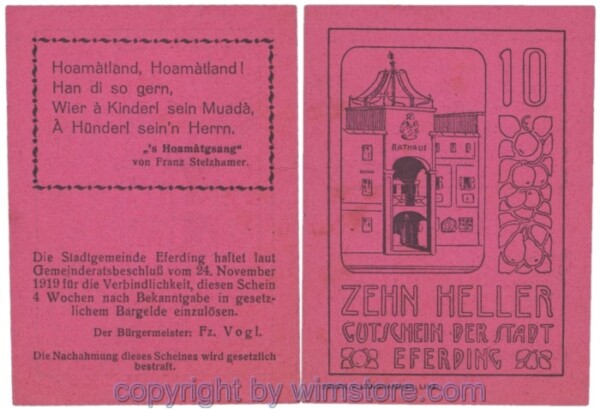 Hoamàtland, Hoamàtland!
Han di so gern,
Wier à Kinderl sein Muadà,
À Hünderl sein'n Herrn.
„'s Hoamàtgsang"
von Franz Stelzhamer.
Die Stadtgemeinde Eferding haftet laut
Gemeinderatsbeschluß vom 24. November
1919 für die Verbindlichkeit, diesen Schein
4 Wochen nach Bekanntgabe in gesetz-
lichem Bargelde einzulösen.
Der Bürgermeister: Fz. Vogl.
Die Nachahmung dieses Scheines wird gesetzlich
bestraft.
10
RATHAUS
ZEHN HELLER
GUTSCHEIN · DER STADT
EFERDING
copyright by wimstore.com